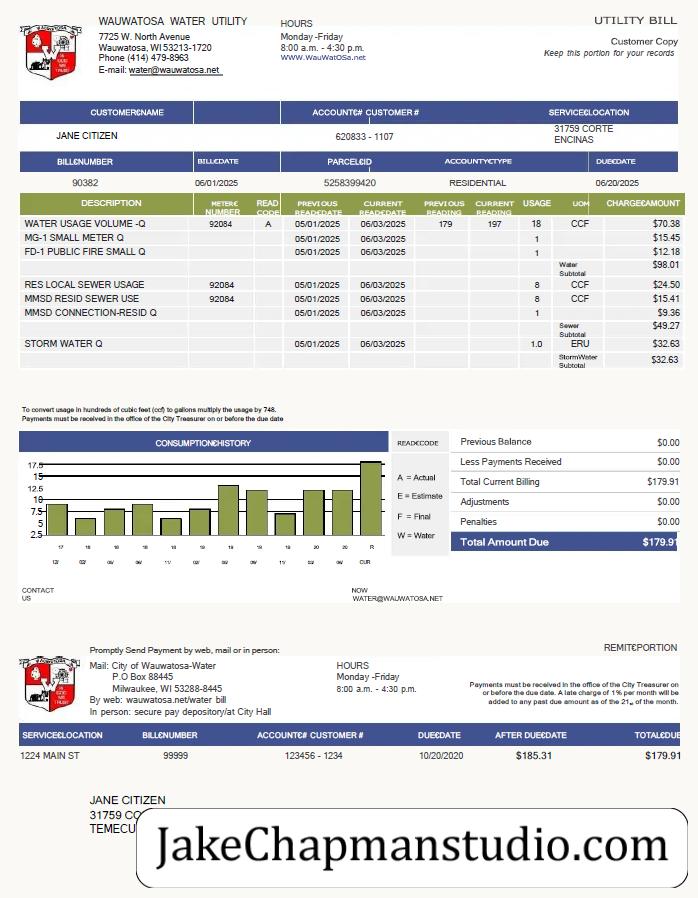 WAUWATOSA WATER UTILITY
7725 W. North Avenue
Wauwatosa, WI 53213-1720
Phone (414) 479-8963
E-mail: water@wauwatosa.net
HOURS
Monday -Friday
8:00 a.m. - 4:30 p.m.
WWW.WauWatOSa.net
UTILITY BILL
Customer Copy
Keep this portion for your records
CUSTOMER€NAME ACCOUNT€# CUSTOMER # SERVICE€LOCATION
JANE CITIZEN 620833 - 1107 31759 CORTE
ENCINAS
BILL€NUMBER BILL€DATE PARCEL€ID ACCOUNT€TYPE DUE€DATE
90382 06/01/2025 5258399420 RESIDENTIAL 06/20/2025
DESCRIPTION METER€ NUMBER READ CODE PREVIOUS READ€DATE CURRENT READ€DATE PREVIOUS READING CURRENT READING USAGE UOM CHARGE€AMOUNT
WATER USAGE VOLUME -Q 92084 A 05/01/2025 06/03/2025 179 197 18 CCF $70.38
MG-1 SMALL METER Q 05/01/2025 06/03/2025 1 $15.45
FD-1 PUBLIC FIRE SMALL Q 05/01/2025 06/03/2025 1 $12.18
Water Subtotal $98.01
RES LOCAL SEWER USAGE 92084 05/01/2025 06/03/2025 8 CCF $24.50
MMSD RESID SEWER USE 92084 05/01/2025 06/03/2025 8 CCF $15.41
MMSD CONNECTION-RESID Q 05/01/2025 06/03/2025 1 $9.36
Sewer Subtotal $49.27
STORM WATER Q 05/01/2025 06/03/2025 1.0 ERU $32.63
StormWater Subtotal $32.63
To convert usage in hundreds of cubic feet (ccf) to gallons multiply the usage by 748.
Payments must be received in the office of the City Treasurer on or before the due date
CONSUMPTION€HISTORY
17.5
15
12.5
10
7.5
5
2.5
17 18 18 18 18 19 19 19 19 20 20 R
12/ 02/ 05/ 08/ 11/ 02/ 05/ 08/ 11/ 03/ 06/ CUR
READ€CODE
A = Actual
E = Estimate
F = Final
W = Water
Previous Balance $0.00
Less Payments Received $0.00
Total Current Billing $179.91
Adjustments $0.00
Penalties $0.00
Total Amount Due $179.91
CONTACT
US
NOW
WATER@WAUWATOSA.NET
Promptly Send Payment by web, mail or in person:
Mail: City of Wauwatosa-Water
P.O Box 88445
Milwaukee, WI 53288-8445
By web: wauwatosa.net/water bill
In person: secure pay depository/at City Hall
HOURS
Monday -Friday
8:00 a.m. - 4:30 p.m.
REMIT€PORTION
Payments must be received in the office of the City Treasurer on
or before the due date. A late charge of 1% per month will be
added to any past due amount as of the 21st of the month.
SERVICE€LOCATION BILL€NUMBER ACCOUNT€# CUSTOMER # DUE€DATE AFTER DUE€DATE TOTAL€DUE
1224 MAIN ST 99999 123456 - 1234 10/20/2020 $185.31 $179.91
JANE CITIZEN
31759 CO
TEMECU
JakeChapmanstudio.com